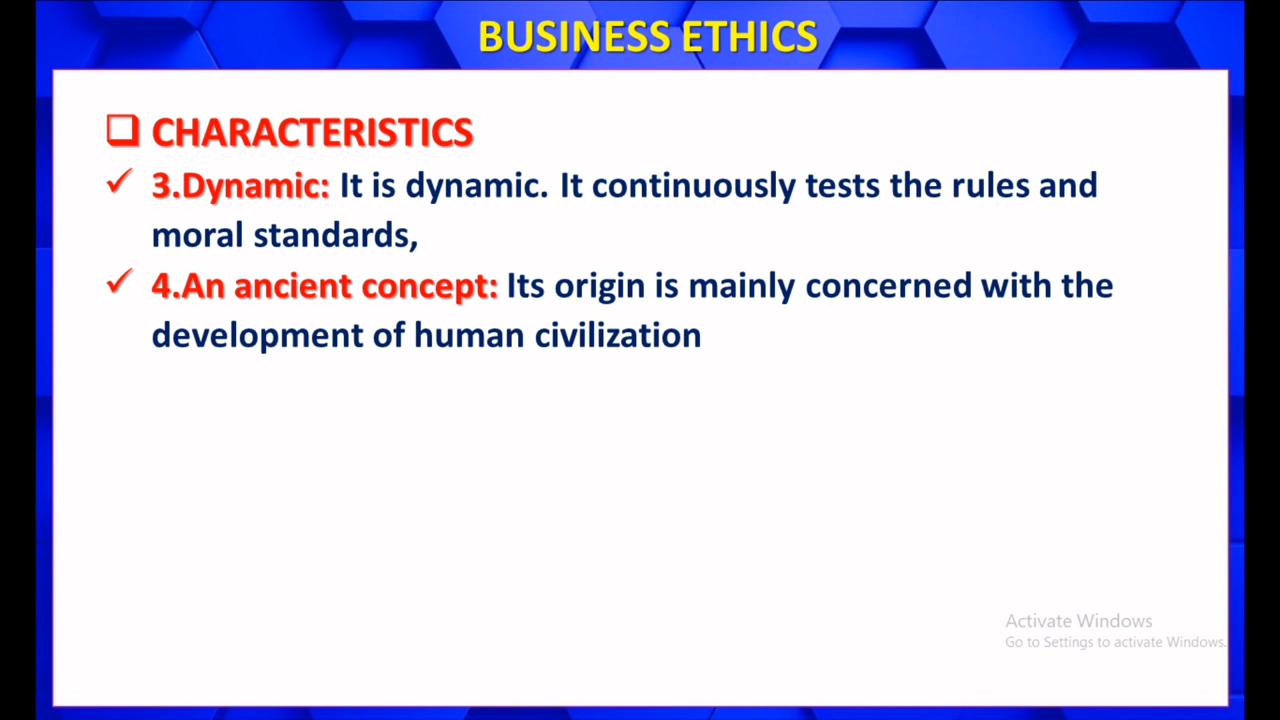 BUSINESS ETHICS
CHARACTERISTICS
3.Dynamic: It is dynamic. It continuously tests the rules and
moral standards,
4.An ancient concept: Its origin is mainly concerned with the
development of human civilization
Activate Windows
Go to Settings to activate Windows.